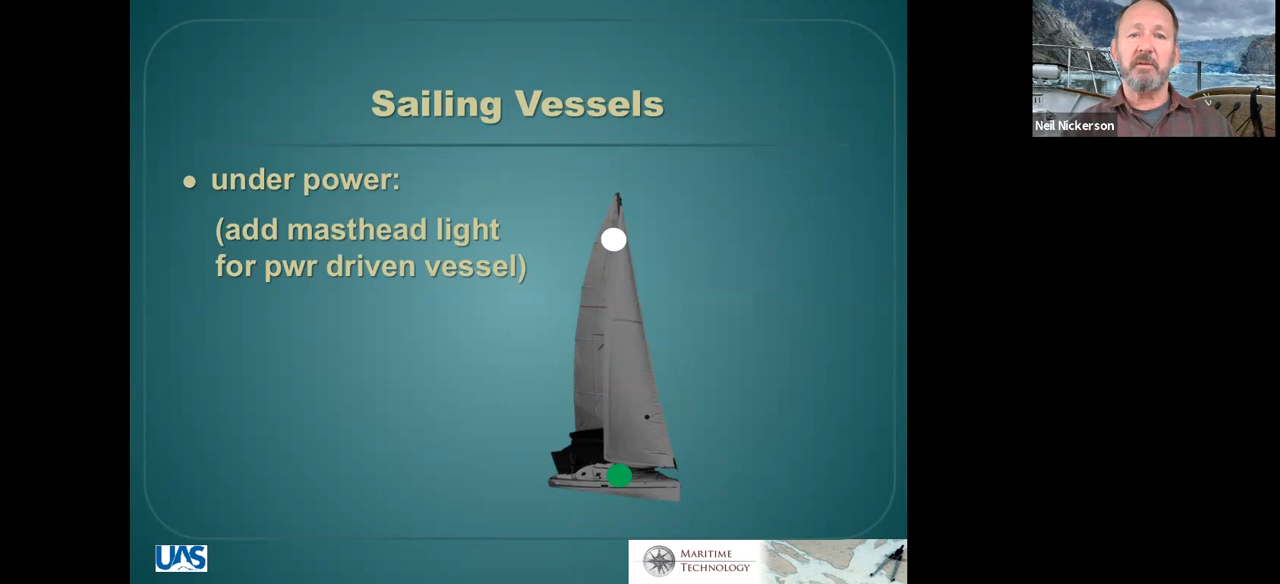 Sailing Vessels
under power:
(add masthead light
for pwr driven vessel)
UAS
MARITIME
TECHNOLOGY
Neil Nickerson